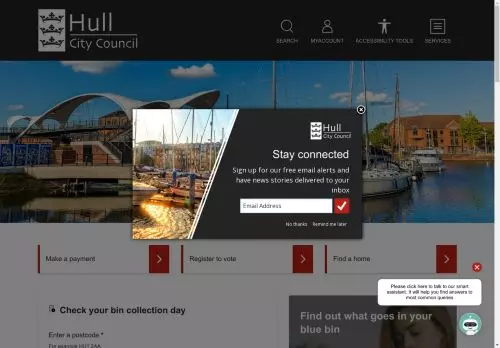 Hull
City Council
SEARCH
MYACCOUNT
ACCESSIBILITY TOOLS
SERVICES
Hull
City Council
Stay connected
Sign up for our free email alerts and
have news stories delivered to your
inbox
Email Address
No thanks
Remind me later
Make a payment
Register to vote
Find a home
Please click here to talk to our smart
assistant. It will help you find answers to
most common queries
Check your bin collection day
Find out what goes in your
blue bin
Enter a postcode *
For example HU1 2AA